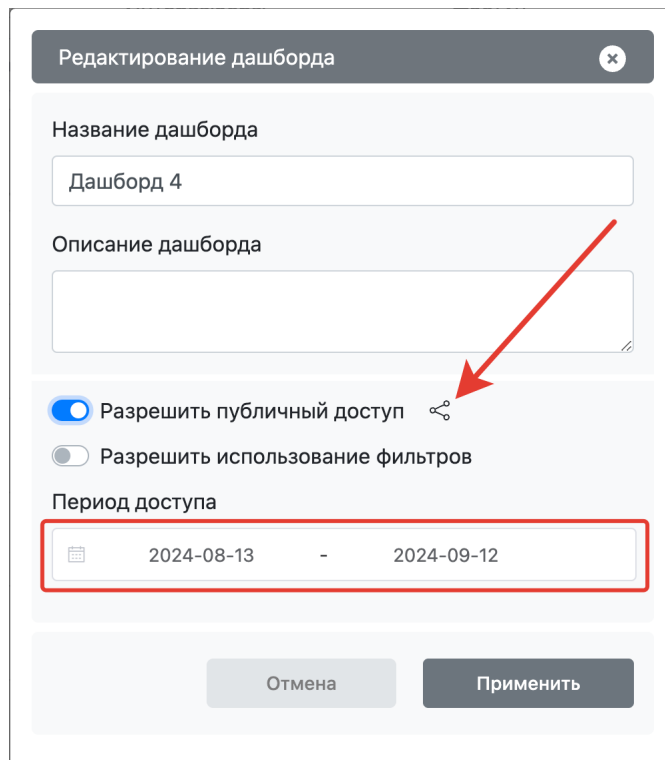 Редактирование дашборда
Название дашборда
Дашборд 4
Описание дашборда
Разрешить публичный доступ
Разрешить использование фильтров
Период доступа
2024-08-13 - 2024-09-12
Отмена Применить